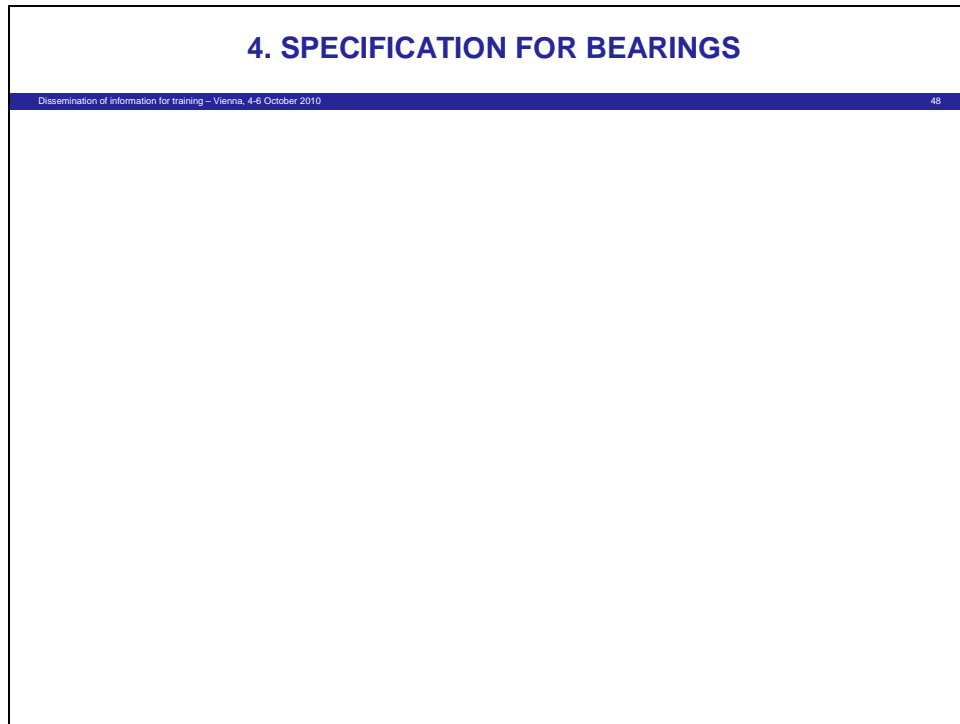 4. SPECIFICATION FOR BEARINGS
Dissemination of information for training – Vienna, 4-6 October 2010 48